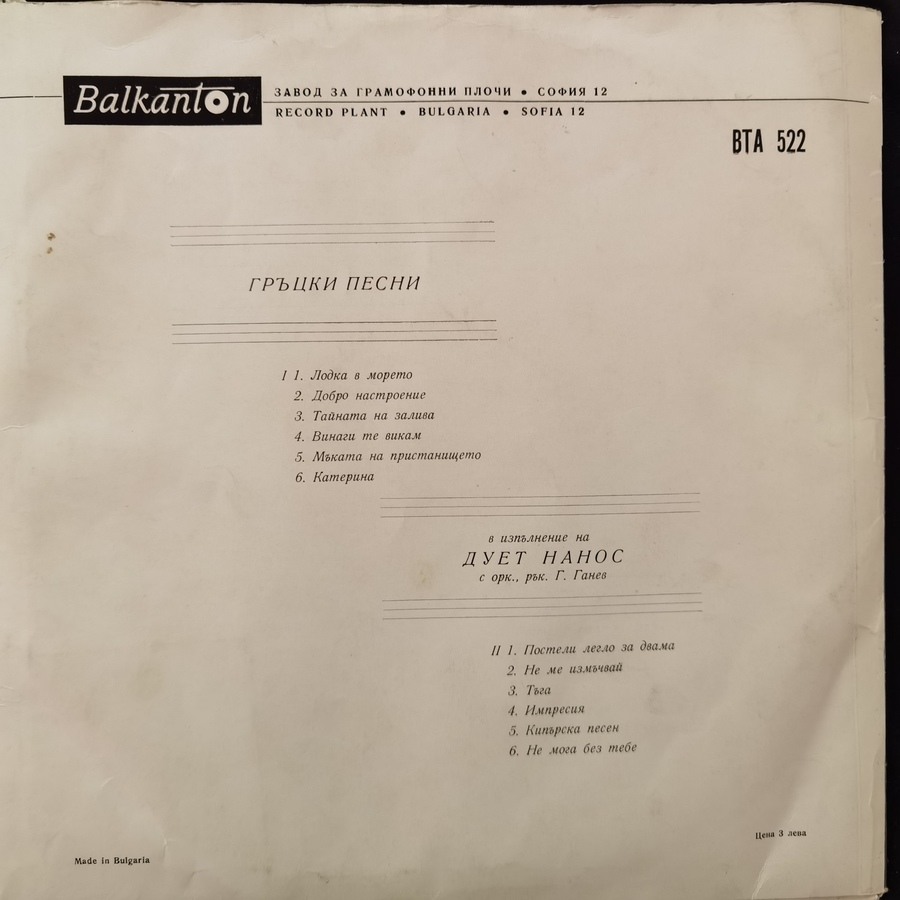 Balkanton
ЗАВОД ЗА ГРАМОФОННИ ПЛОЧИ • СОФИЯ 12
RECORD PLANT • BULGARIA • SOFIA 12
ВТА 522
ГРЪЦКИ ПЕСНИ
I 1. Лодка в морето
2. Добро настроение
3. Тайната на залива
4. Винаги те викам
5. Мъката на пристанището
6. Катерина
в изпълнение на
ДУЕТ НАНОС
с орк., рък. Г. Ганев
II 1. Постели легло за двама
2. Не ме измъчвай
3. Тъга
4. Импресия
5. Кипърска песен
6. Не мога без тебе
Цена 3 лева
Made in Bulgaria